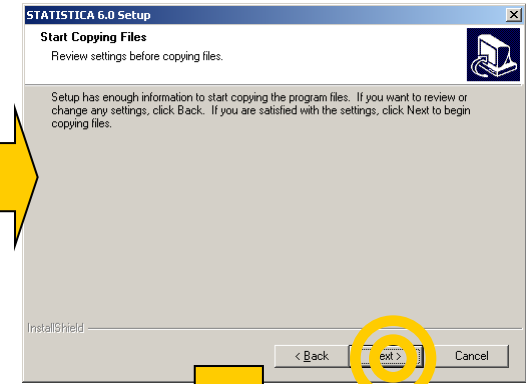 STATISTICA 6.0 Setup
Start Copying Files
Review settings before copying files.
Setup has enough information to start copying the program files. If you want to review or
change any settings, click Back. If you are satisfied with the settings, click Next to begin
copying files.
InstallShield
< Back
ext >
Cancel